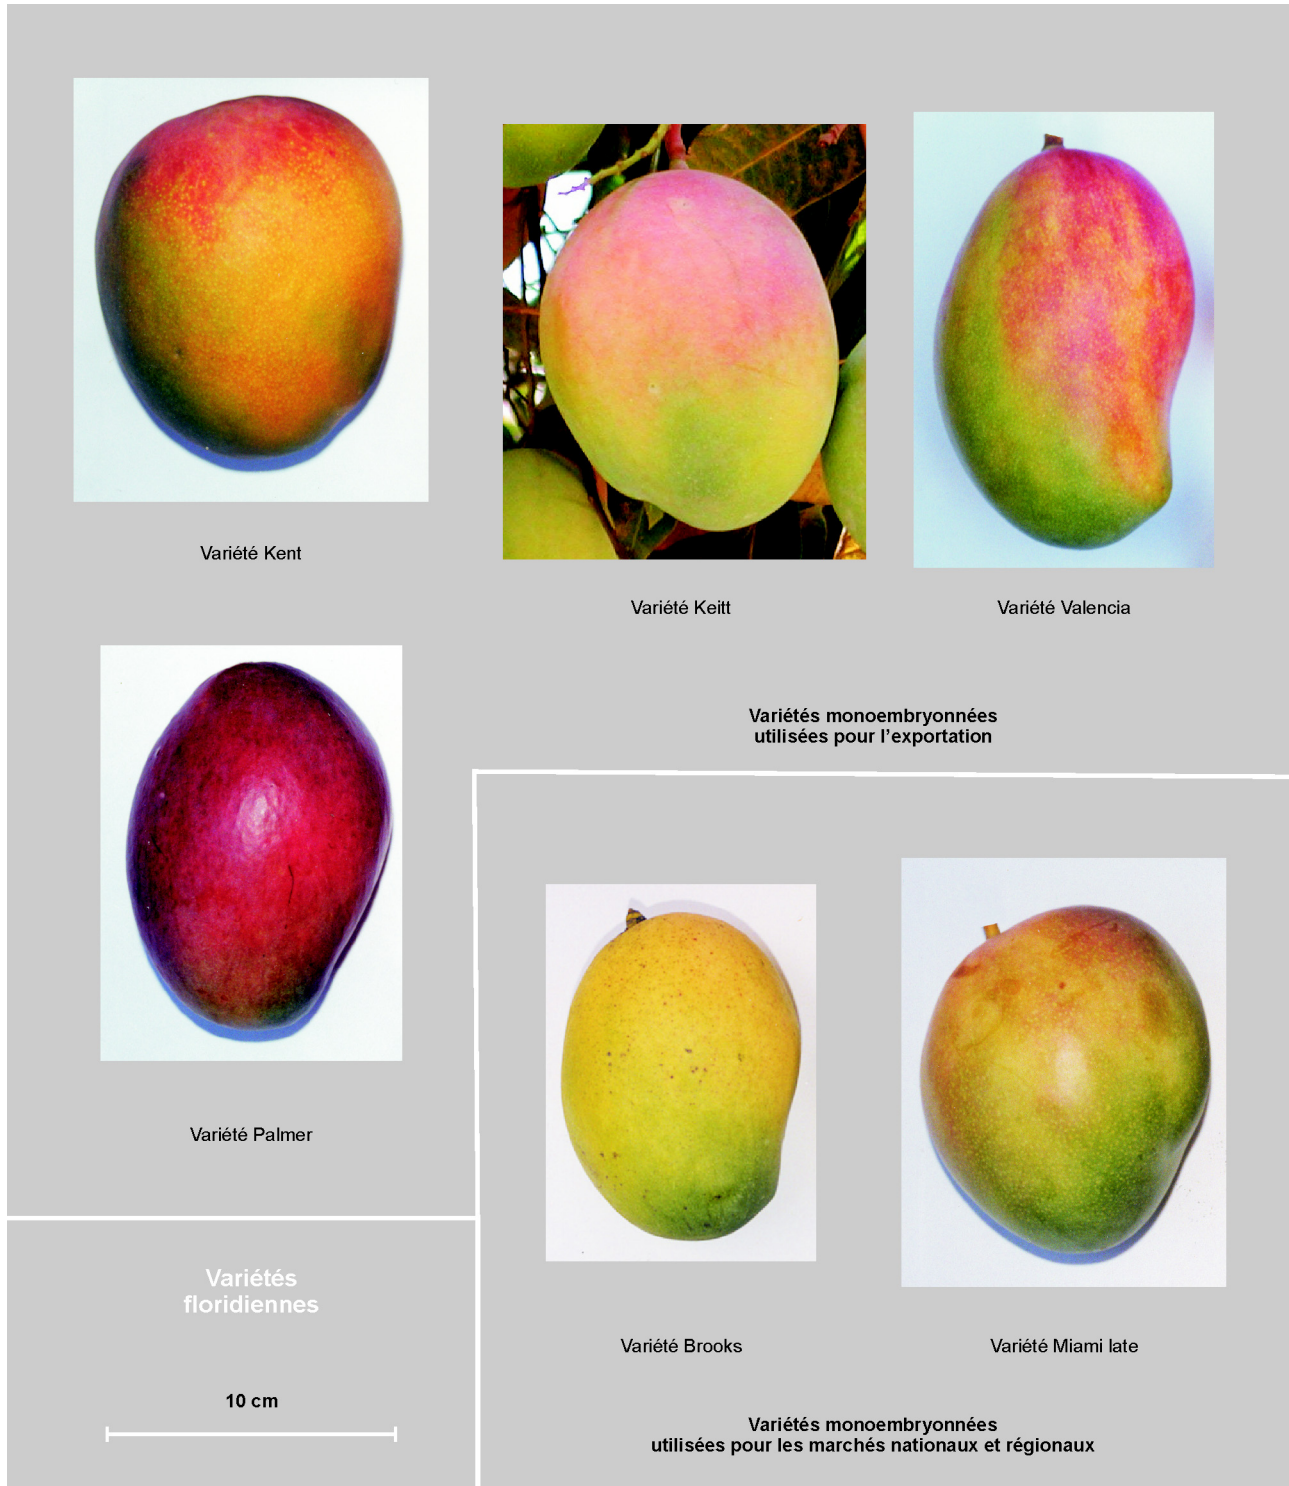 Variété Kent
Variété Keitt
Variété Valencia
Variétés monoembryonnées
utilisées pour l'exportation
Variété Palmer
Variétés
floridiennes
10 cm
Variété Brooks
Variété Miami late
Variétés monoembryonnées
utilisées pour les marchés nationaux et régionaux